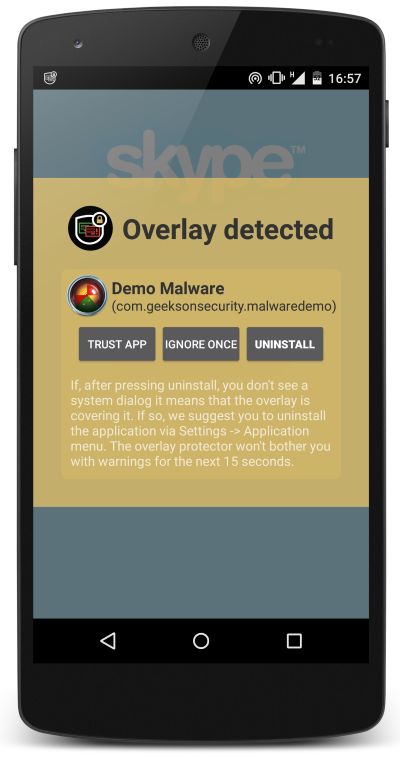 H 16:57
skype™
Overlay detected
Demo Malware
(com.geeksonsecurity.malwaredemo)
TRUST APP IGNORE ONCE UNINSTALL
If, after pressing uninstall, you don't see a
system dialog it means that the overlay is
covering it. If so, we suggest you to uninstall
the application via Settings -> Application
menu. The overlay protector won't bother you
with warnings for the next 15 seconds.